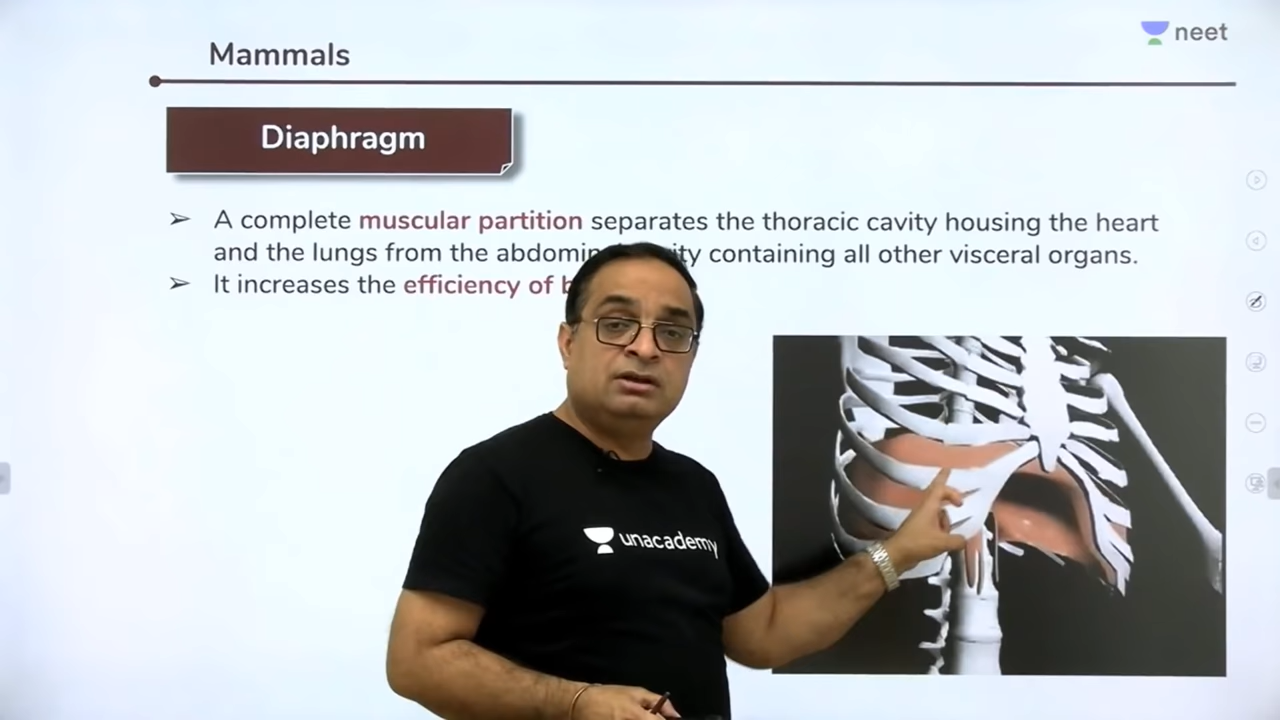 Mammals
neet
Diaphragm
➢ A complete muscular partition separates the thoracic cavity housing the heart
and the lungs from the containing all other visceral organs.
➢ It increases the efficiency of
unacademy